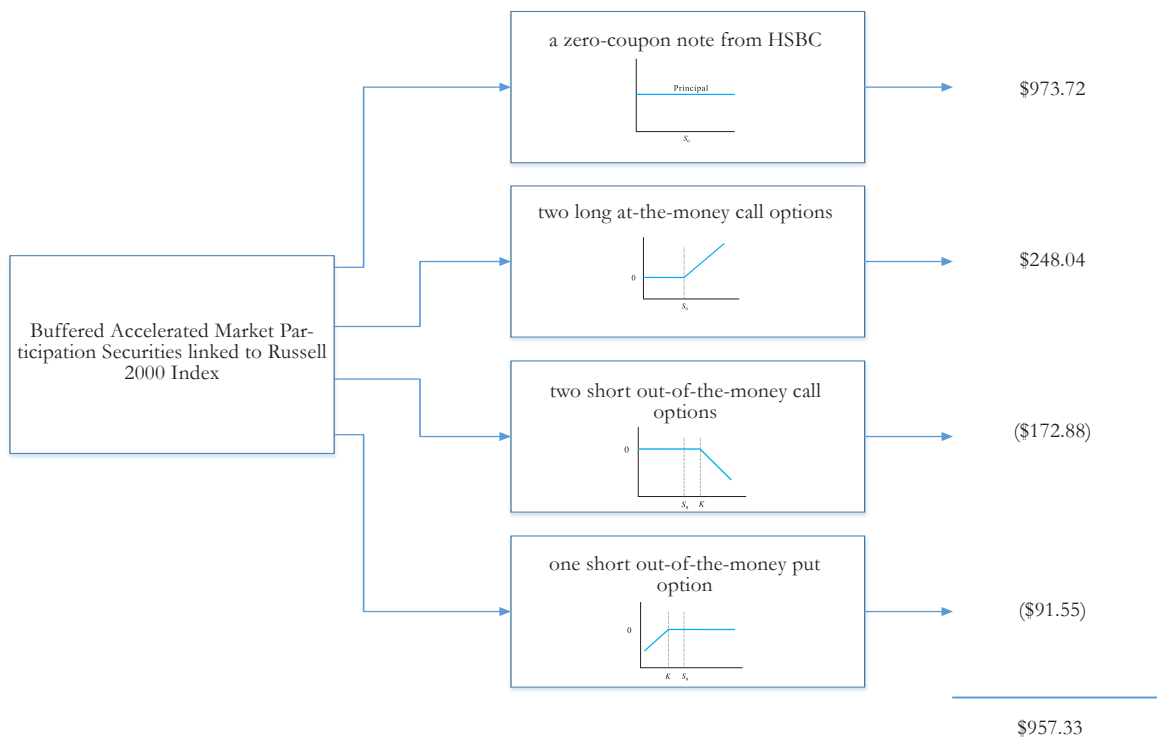 a zero-coupon note from HSBC
Principal
S₀
$973.72
two long at-the-money call options
0
S₀
$248.04
Buffered Accelerated Market Par-
ticipation Securities linked to Russell
2000 Index
two short out-of-the-money call
options
0
S₀ K
($172.88)
one short out-of-the-money put
option
0
K S₀
($91.55)
$957.33